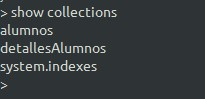 > show collections
alumnos
detallesAlumnos
system.indexes
>